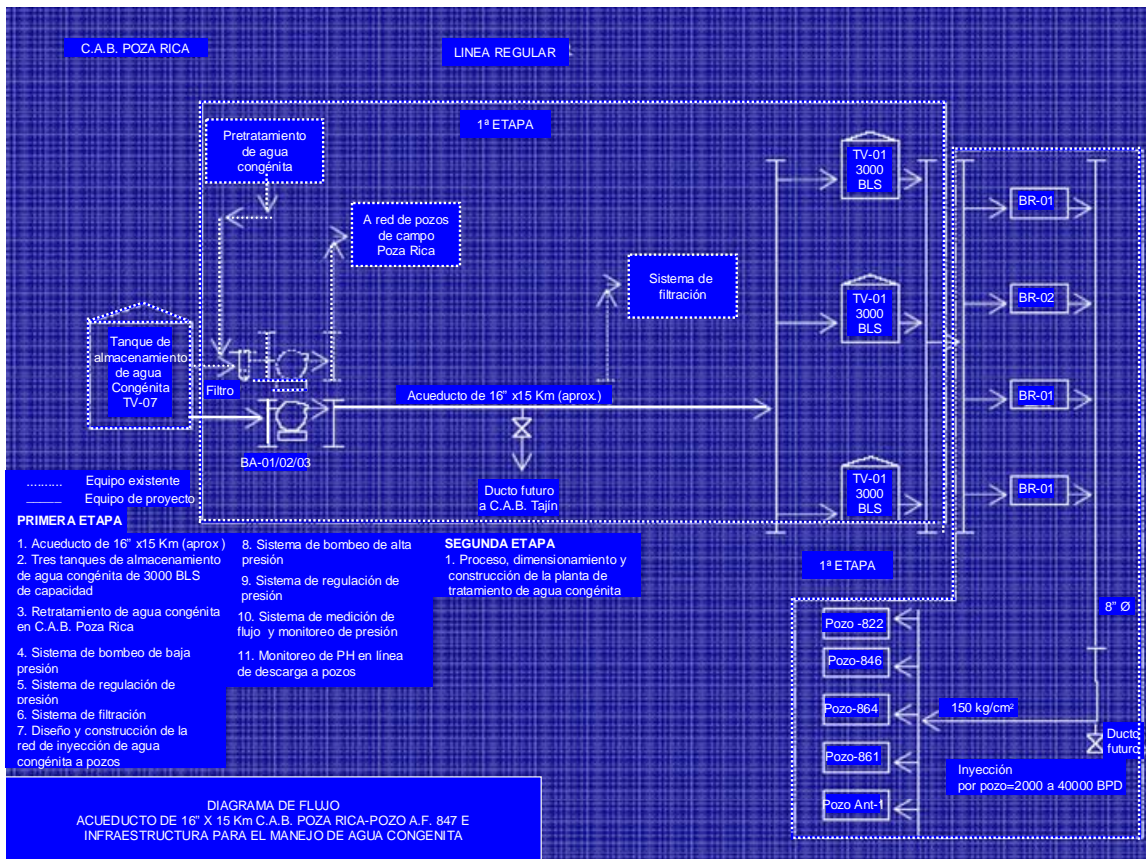 C.A.B. POZA RICA
LINEA REGULAR
1ª ETAPA
Pretratamiento
de agua
congénita
A red de pozos
de campo
Poza Rica
Sistema de
filtración
TV-01
3000
BLS
TV-01
3000
BLS
TV-01
3000
BLS
BR-01
BR-02
BR-01
BR-01
Tanque de
almacenamiento
de agua
Congénita
TV-07
Filtro
BA-01/02/03
Acueducto de 16" x15 Km (aprox.)
Ducto futuro
a C.A.B. Tajín
.......... Equipo existente
______ Equipo de proyecto
PRIMERA ETAPA
1. Acueducto de 16" x15 Km (aprox )
2. Tres tanques de almacenamiento
de agua congénita de 3000 BLS
de capacidad
3. Retratamiento de agua congénita
en C.A.B. Poza Rica
4. Sistema de bombeo de baja
presión
5. Sistema de regulación de
presión
6. Sistema de filtración
7. Diseño y construcción de la
red de inyección de agua
congénita a pozos
8. Sistema de bombeo de alta
presión
9. Sistema de regulación de
presión
10. Sistema de medición de
flujo y monitoreo de presión
11. Monitoreo de PH en línea
de descarga a pozos
SEGUNDA ETAPA
1. Proceso, dimensionamiento y
construcción de la planta de
tratamiento de agua congénita
1ª ETAPA
Pozo -822
Pozo-846
Pozo-864
Pozo-861
Pozo Ant-1
8" Ø
150 kg/cm²
Ducto
futuro
Inyección
por pozo=2000 a 40000 BPD
DIAGRAMA DE FLUJO
ACUEDUCTO DE 16" X 15 Km C.A.B. POZA RICA-POZO A.F. 847 E
INFRAESTRUCTURA PARA EL MANEJO DE AGUA CONGENITA